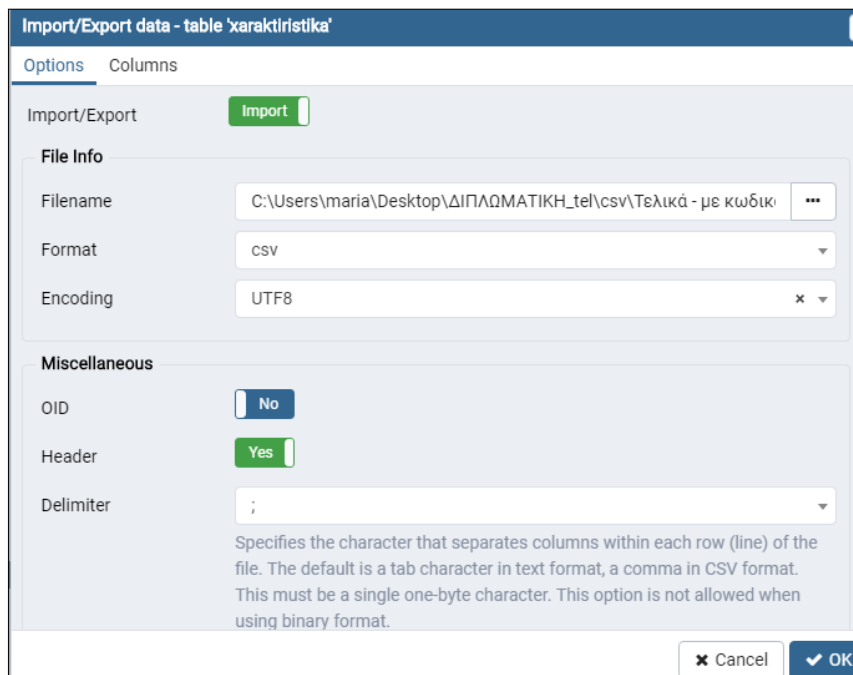 Import/Export data - table 'xaraktiristika'
Options Columns
Import/Export Import
File Info
Filename C:\Users\maria\Desktop\ΔΙΠΛΩΜΑΤΙΚΗ_tel\csv\Τελικά - με κωδικο
Format csv
Encoding UTF8
Miscellaneous
OID No
Header Yes
Delimiter ;
Specifies the character that separates columns within each row (line) of the
file. The default is a tab character in text format, a comma in CSV format.
This must be a single one-byte character. This option is not allowed when
using binary format.
Cancel OK